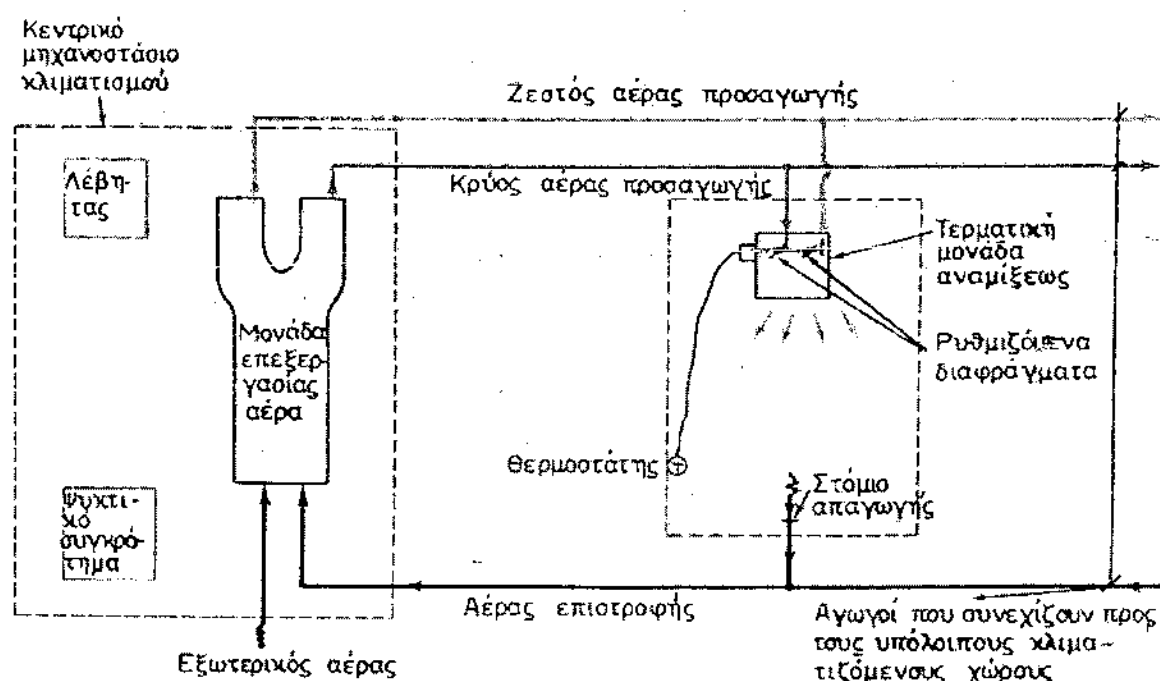 Κεντρικό
μηχανοστάσιο
κλιματισμού
Ζεστός αέρας προσαγωγής
Λέβη-
τας
Κρύος αέρας προσαγωγής
Τερματική
μονάδα
αναμίξεως
Μονάδα
επεξερ-
γασίας
αέρα
Ρυθμιζόμενα
διαφράγματα
Θερμοστάτης
Στόμιο
απαγωγής
Ψυκτι-
κό
συγκρό-
τημα
Αέρας επιστροφής
Αγωγοί που συνεχίζουν προς
τους υπόλοιπους κλιμα-
τιζόμενους χώρους
Εξωτερικός αέρας